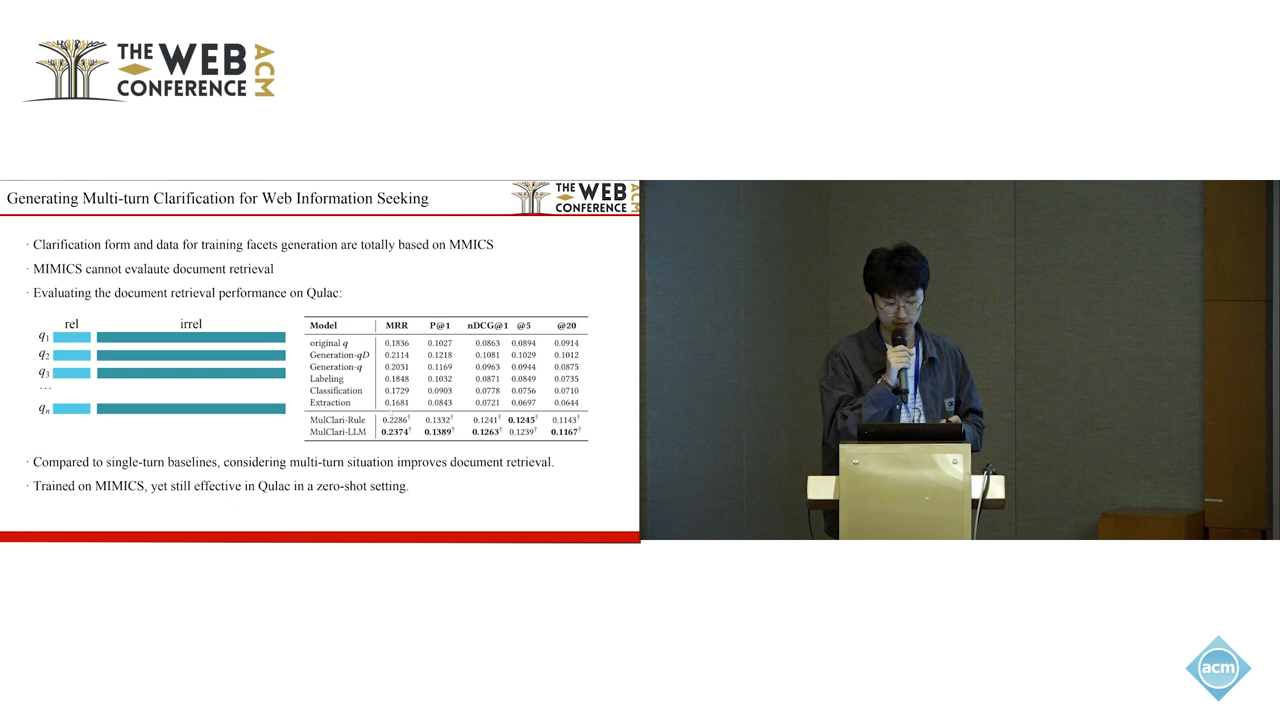 THE WEB CONFERENCE ACM
Generating Multi-turn Clarification for Web Information Seeking
THE WEB CONFERENCE ACM
· Clarification form and data for training facets generation are totally based on MMICS
· MIMICS cannot evalaute document retrieval
· Evaluating the document retrieval performance on Qulac:
rel irrel
q1
q2
q3
...
qn
Model MRR P@1 nDCG@1 @5 @20
original q 0.1836 0.1027 0.0863 0.0894 0.0914
Generation-qD 0.2114 0.1218 0.1081 0.1029 0.1012
Generation-q 0.2031 0.1169 0.0963 0.0944 0.0875
Labeling 0.1848 0.1032 0.0871 0.0849 0.0735
Classification 0.1729 0.0903 0.0778 0.0756 0.0710
Extraction 0.1681 0.0843 0.0721 0.0697 0.0644
MulClari-Rule 0.2286† 0.1332† 0.1241† 0.1245† 0.1143†
MulClari-LLM 0.2374† 0.1389† 0.1263† 0.1239† 0.1167†
· Compared to single-turn baselines, considering multi-turn situation improves document retrieval.
· Trained on MIMICS, yet still effective in Qulac in a zero-shot setting.
acm